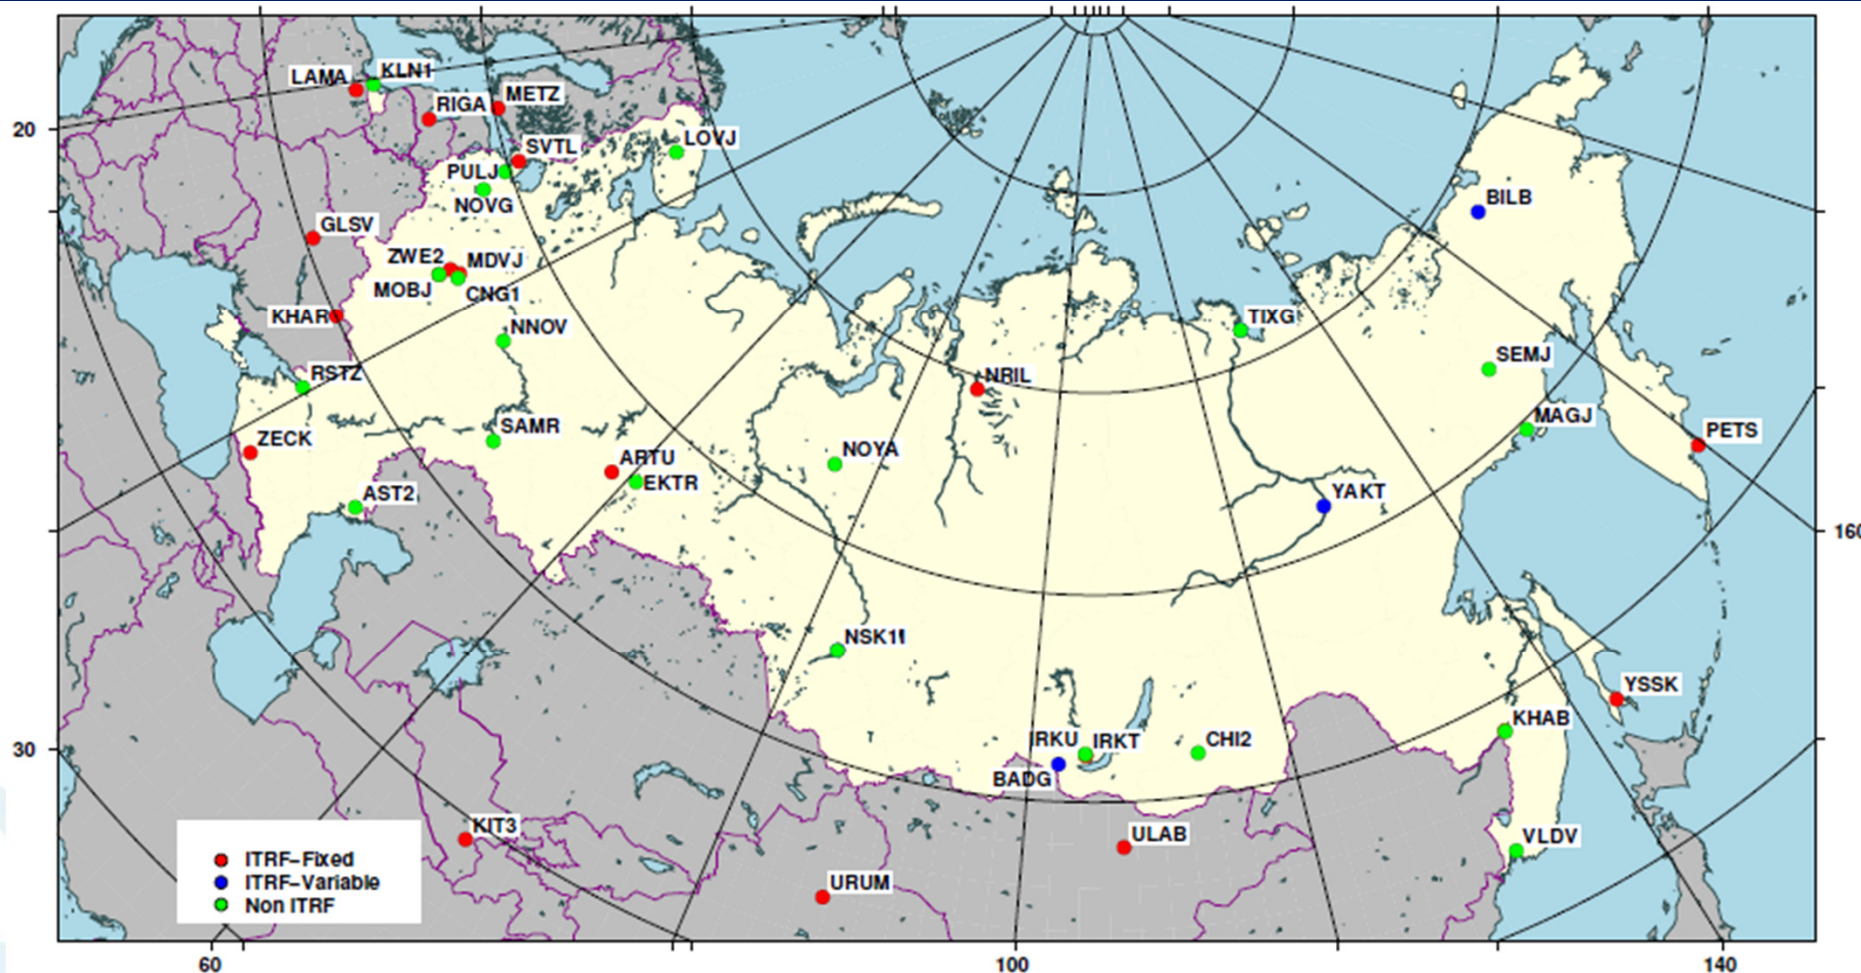 KLN1
LAMA
METZ
RIGA
20
LOVJ
SVTL
PULJ
BILB
NOVG
GLSV
ZWE2 MDVJ
MOBJ CNG1
KHAR
TIXG
NNOV
SEMJ
RSTZ
NRIL
MAGJ
SAMR
PETS
ZECK
NOYA
ARTU
EKTR
AST2
YAKT
160
NSK1
YSSK
KHAB
IRKU IRKT
CHI2
30
BADG
KIT3
ULAB
VLDV
ITRF-Fixed
ITRF-Variable
Non ITRF
URUM
60
100
140